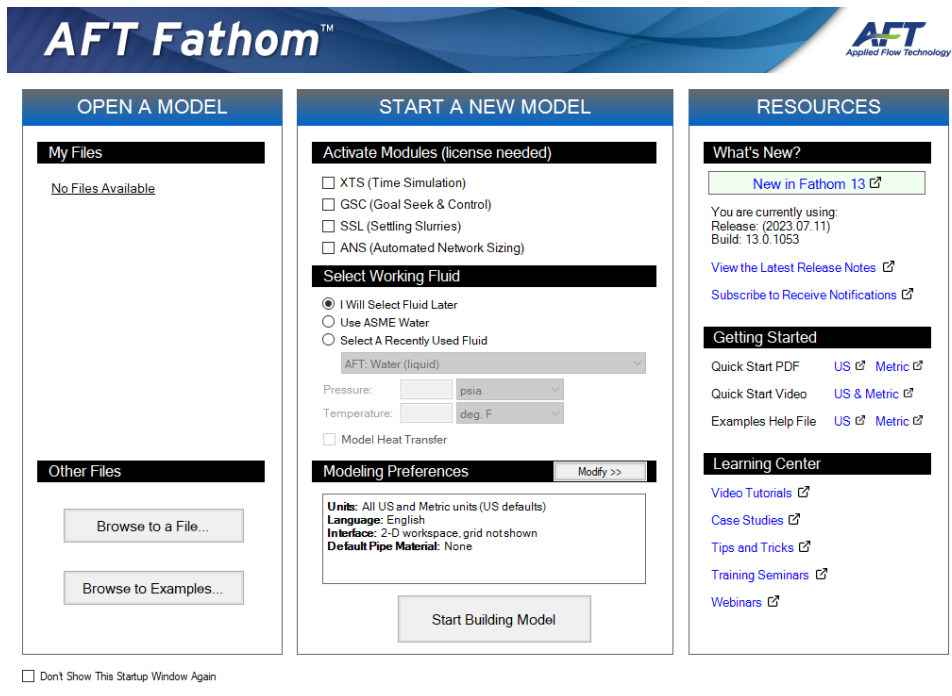 AFT Fathom™
AFT
Applied Flow Technology
OPEN A MODEL
My Files
No Files Available
Other Files
Browse to a File...
Browse to Examples...
START A NEW MODEL
Activate Modules (license needed)
XTS (Time Simulation)
GSC (Goal Seek & Control)
SSL (Settling Slurries)
ANS (Automated Network Sizing)
Select Working Fluid
I Will Select Fluid Later
Use ASME Water
Select A Recently Used Fluid
AFT: Water (liquid)
Pressure: psia
Temperature: deg. F
Model Heat Transfer
Modeling Preferences Modify >>
Units: All US and Metric units (US defaults)
Language: English
Interface: 2-D workspace, grid not shown
Default Pipe Material: None
Start Building Model
RESOURCES
What's New?
New in Fathom 13
You are currently using:
Release: (2023.07.11)
Build: 13.0.1053
View the Latest Release Notes
Subscribe to Receive Notifications
Getting Started
Quick Start PDF US Metric
Quick Start Video US & Metric
Examples Help File US Metric
Learning Center
Video Tutorials
Case Studies
Tips and Tricks
Training Seminars
Webinars
Don't Show This Startup Window Again